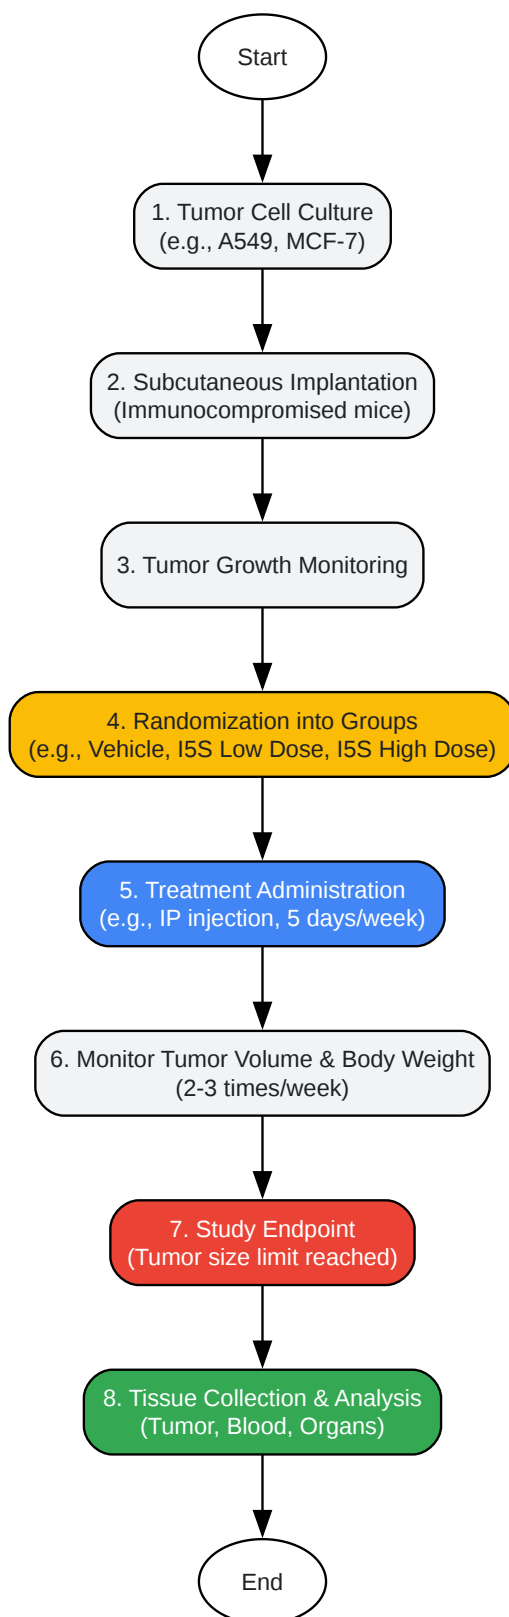 Start
1. Tumor Cell Culture
(e.g., A549, MCF-7)
2. Subcutaneous Implantation
(Immunocompromised mice)
3. Tumor Growth Monitoring
4. Randomization into Groups
(e.g., Vehicle, I5S Low Dose, I5S High Dose)
5. Treatment Administration
(e.g., IP injection, 5 days/week)
6. Monitor Tumor Volume & Body Weight
(2-3 times/week)
7. Study Endpoint
(Tumor size limit reached)
8. Tissue Collection & Analysis
(Tumor, Blood, Organs)
End